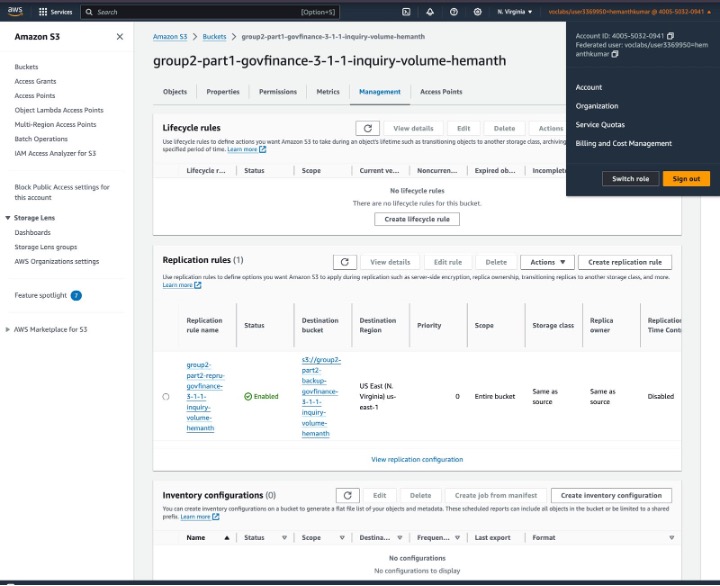 aws
Services
Search
[Option+S]
N. Virginia
voclabs/user3369950=hemanthkumar @ 4005-5032-0941
Amazon S3
Buckets
Access Grants
Access Points
Object Lambda Access Points
Multi-Region Access Points
Batch Operations
IAM Access Analyzer for S3
Block Public Access settings for
this account
Storage Lens
Dashboards
Storage Lens groups
AWS Organizations settings
Feature spotlight 7
AWS Marketplace for S3
Amazon S3 > Buckets > group2-part1-govfinance-3-1-1-inquiry-volume-hemanth
group2-part1-govfinance-3-1-1-inquiry-volume-hemanth
Objects Properties Permissions Metrics Management Access Points
Account ID: 4005-5032-0941
Federated user: voclabs/user3369950=hem
anthkumar
Account
Organization
Service Quotas
Billing and Cost Management
Switch role Sign out
Lifecycle rules
View details Edit Delete Actions
Use lifecycle rules to define actions you want Amazon S3 to take during an object's lifetime such as transitioning objects to another storage class, archiving
specified period of time. Learn more
Lifecycle r... Status Scope Current ve... Noncurren... Expired ob... Incomplet
No lifecycle rules
There are no lifecycle rules for this bucket.
Create lifecycle rule
Replication rules (1)
View details Edit rule Delete Actions Create replication rule
Use replication rules to define options you want Amazon S3 to apply during replication such as server-side encryption, replica ownership, transitioning replicas to another storage class, and more.
Learn more
Replication
rule name
Status
Destination
bucket
Destination
Region
Priority
Scope
Storage class
Replica
owner
Replication
Time Contr
group2-
part2-repru-
govfinance-
3-1-1-
inquiry-
volume-
hemanth
Enabled
s3://group2-
part2-
backup-
govfinance-
3-1-1-
inquiry-
volume-
hemanth
US East (N.
Virginia) us-
east-1
0
Entire bucket
Same as
source
Same as
source
Disabled
View replication configuration
Inventory configurations (0)
Edit Delete Create job from manifest Create inventory configuration
You can create inventory configurations on a bucket to generate a flat file list of your objects and metadata. These scheduled reports can include all objects in the bucket or be limited to a shared
prefix. Learn more
Name Status Scope Destina... Frequen... Last export Format
No configurations
No configurations to display